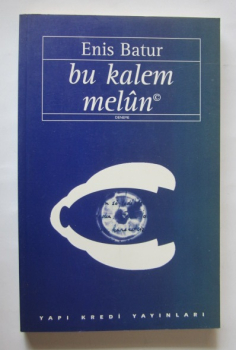 Enis Batur
bu kalem
melûn©
DENEME
YAPI KREDİ YAYINLARI